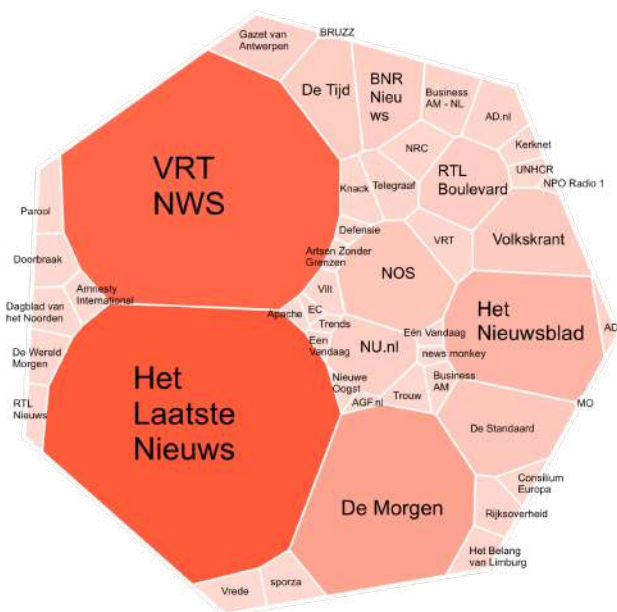 Gazet van
Antwerpen
BRUZZ
De Tijd
BNR
Nieu
ws
Business
AM - NL
AD.nl
VRT
NWS
NRC
Kerknet
UNHCR
NPO Radio 1
Knack
Telegraaf
RTL
Boulevard
Parool
Defensie
VRT
Volkskrant
Artsen Zonder
Grenzen
Doorbraak
NOS
Amnesty
International
Vilt
Dagblad van
het Noorden
Apache
EC
Trends
Het
Nieuwsblad
AD
Eén Vandaag
Een
Vandaag
NU.nl
De Wereld
Morgen
news monkey
Het
Laatste
Nieuws
Nieuwe
Oogst
Business
AM
RTL
Nieuws
AGF.nl
Trouw
MO
De Standaard
De Morgen
Consilium
Europa
Rijksoverheid
Het Belang
van Limburg
Vrede
sporza